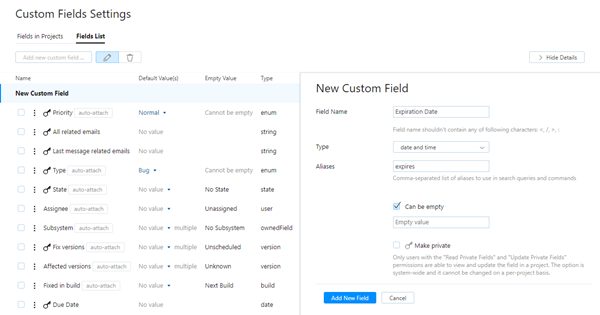 Custom Fields Settings
Fields in Projects Fields List
Add new custom field ...
Hide Details
Name Default Value(s) Empty Value Type
New Custom Field
Priority auto-attach Normal Cannot be empty enum
All related emails No value string
Last message related emails No value string
Type auto-attach Bug Cannot be empty enum
State auto-attach No value No State state
Assignee auto-attach No value Unassigned user
Subsystem auto-attach No value multiple No Subsystem ownedField
Fix versions auto-attach No value multiple Unscheduled version
Affected versions auto-attach No value multiple Unknown version
Fixed in build auto-attach No value Next Build build
Due Date No value date
New Custom Field
Field Name Expiration Date
Field name shouldn't contain any of following characters: <, /, +, :
Type date and time
Aliases expires
Comma-separated list of aliases to use in search queries and commands
Can be empty
Empty value
Make private
Only users with the "Read Private Fields" and "Update Private Fields"
permissions are able to view and update the field in a project. The option is
system-wide and it cannot be changed on a per-project basis.
Add New Field Cancel